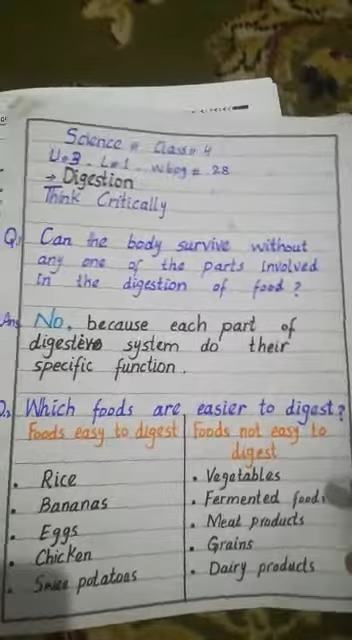 Science = Class = 4
U=3 - L=1 - Wbpg = 28
→ Digestion
Think Critically
Q: Can the body survive without
any one of the parts involved
in the digestion of food?
Ans No, because each part of
digestive system do their
specific function.
Q: Which foods are easier to digest?
Foods easy to digest
• Rice
• Bananas
• Eggs
• Chicken
• potatoes
Foods not easy to
digest
• Vegetables
• Fermented foods
• Meat products
• Grains
• Dairy products